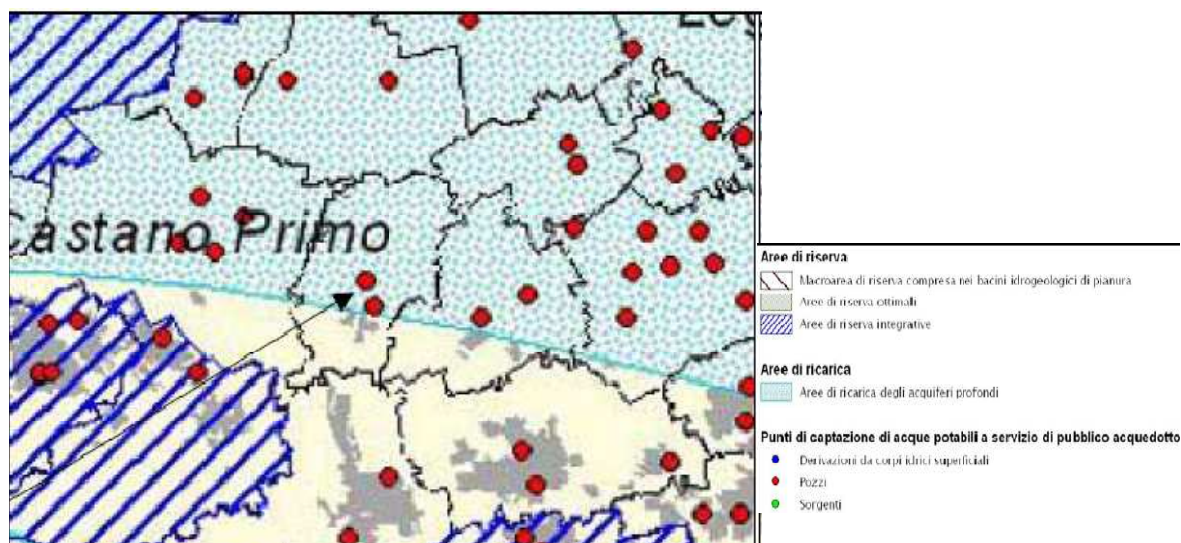 Castano Primo
Aree di riserva
Macroarea di riserva compresa nei bacini idrogeologici di pianura
Aree di riserva ottimali
Aree di riserva integrative
Aree di ricarica
Aree di ricarica degli acquiferi profondi
Punti di captazione di acque potabili a servizio di pubblico acquedotto
Derivazioni da corpi idrici superficiali
Pozzi
Sorgenti